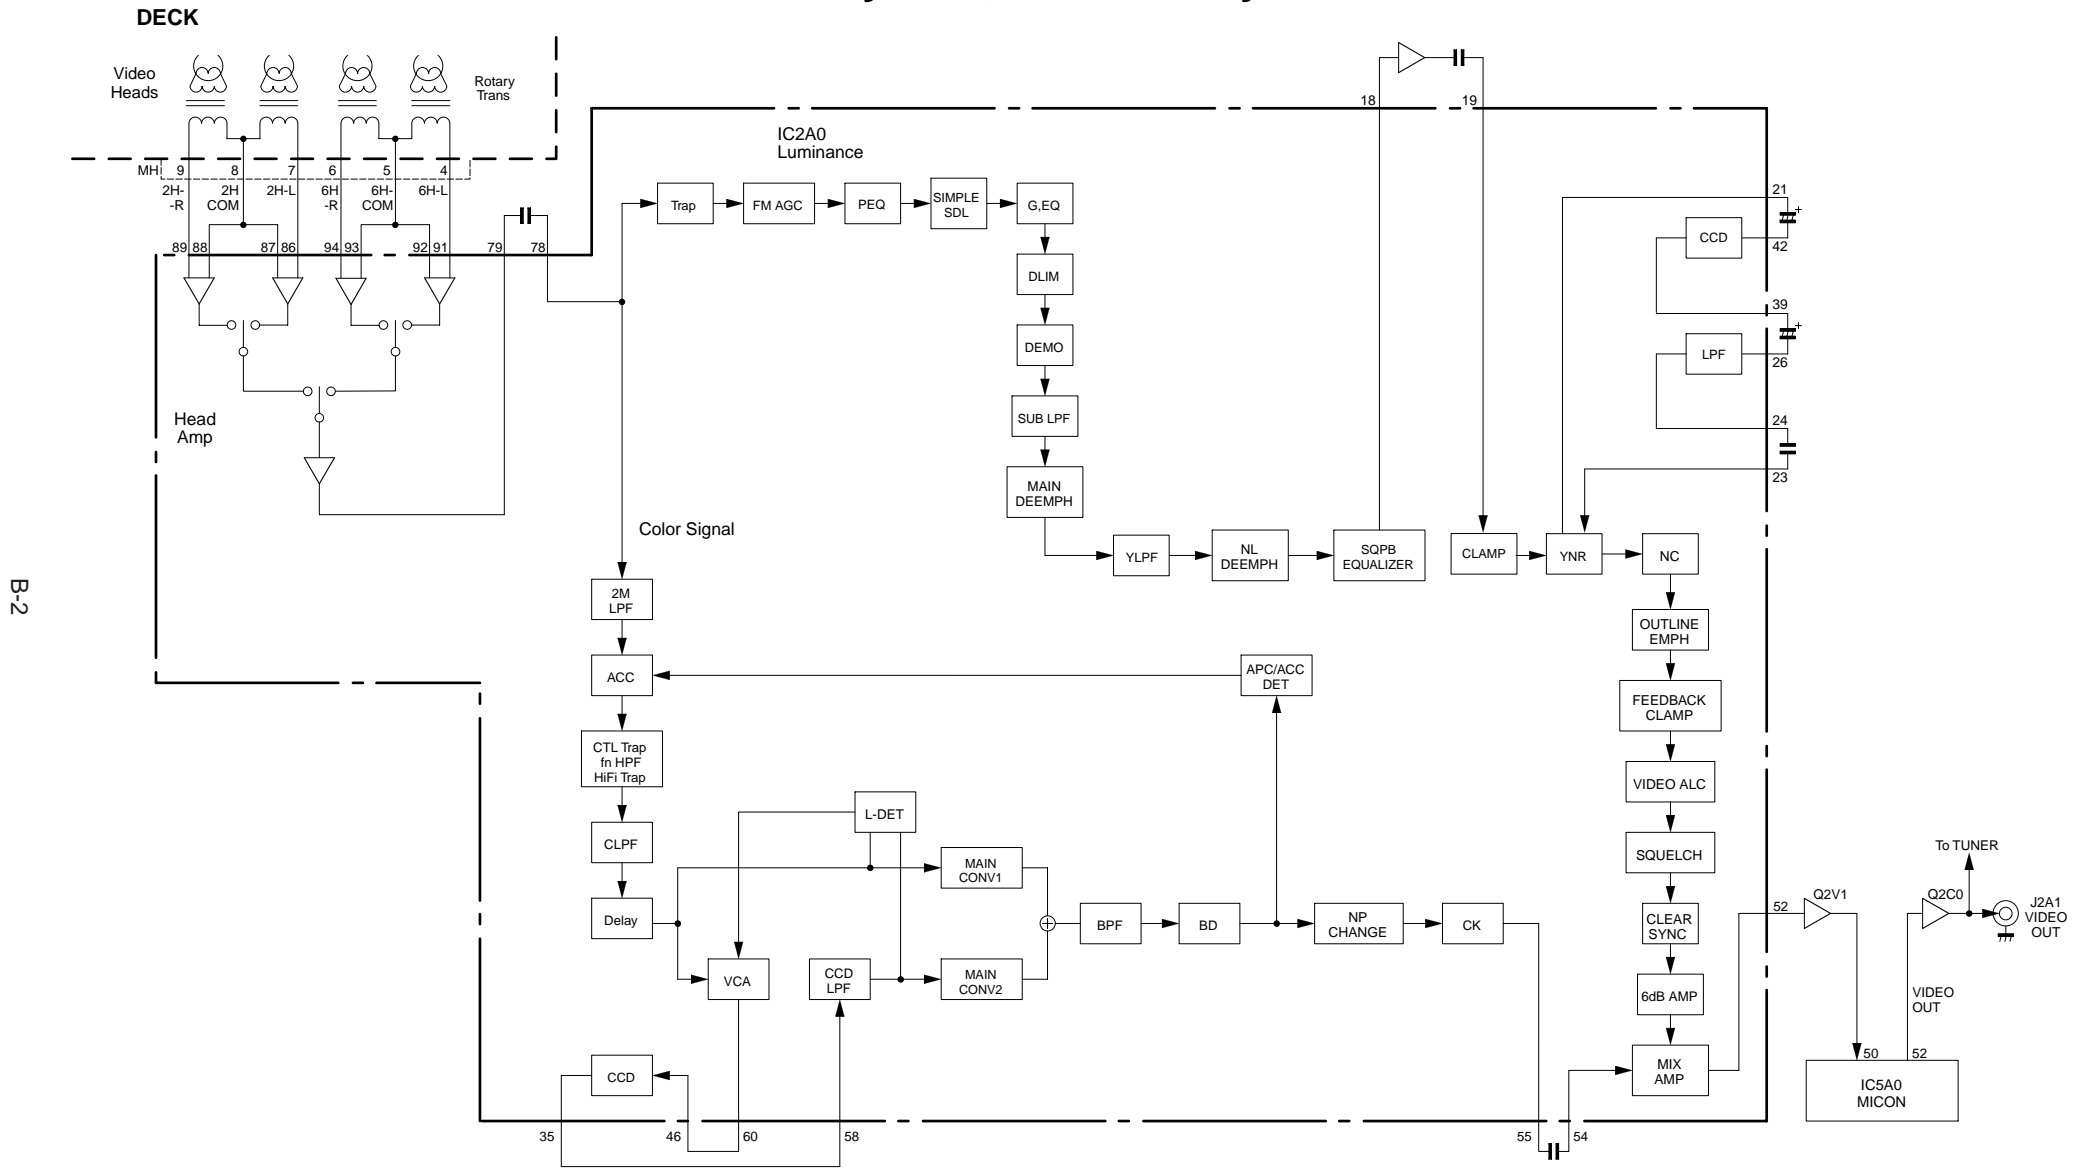 DECK
Video
Heads
Rotary
Trans
MH
9
8
7
6
5
4
2H-
-R
2H
COM
2H-L
6H
-R
6H-
COM
6H-L
89
88
87
86
94
93
92
91
79
78
18
19
IC2A0
Luminance
Trap
FM AGC
PEQ
SIMPLE
SDL
G,EQ
DLIM
DEMO
SUB LPF
MAIN
DEEMPH
YLPF
NL
DEEMPH
SQPB
EQUALIZER
CLAMP
YNR
NC
21
+
CCD
42
39
+
LPF
26
24
23
Head
Amp
Color Signal
B-2
2M
LPF
ACC
APC/ACC
DET
CTL Trap
fn HPF
HiFi Trap
CLPF
Delay
L-DET
VCA
CCD
LPF
MAIN
CONV1
MAIN
CONV2
BPF
BD
NP
CHANGE
CK
OUTLINE
EMPH
FEEDBACK
CLAMP
VIDEO ALC
SQUELCH
CLEAR
SYNC
6dB AMP
MIX
AMP
CCD
35
46
60
58
55
54
52
Q2V1
To TUNER
Q2C0
J2A1
VIDEO
OUT
VIDEO
OUT
50
52
IC5A0
MICON